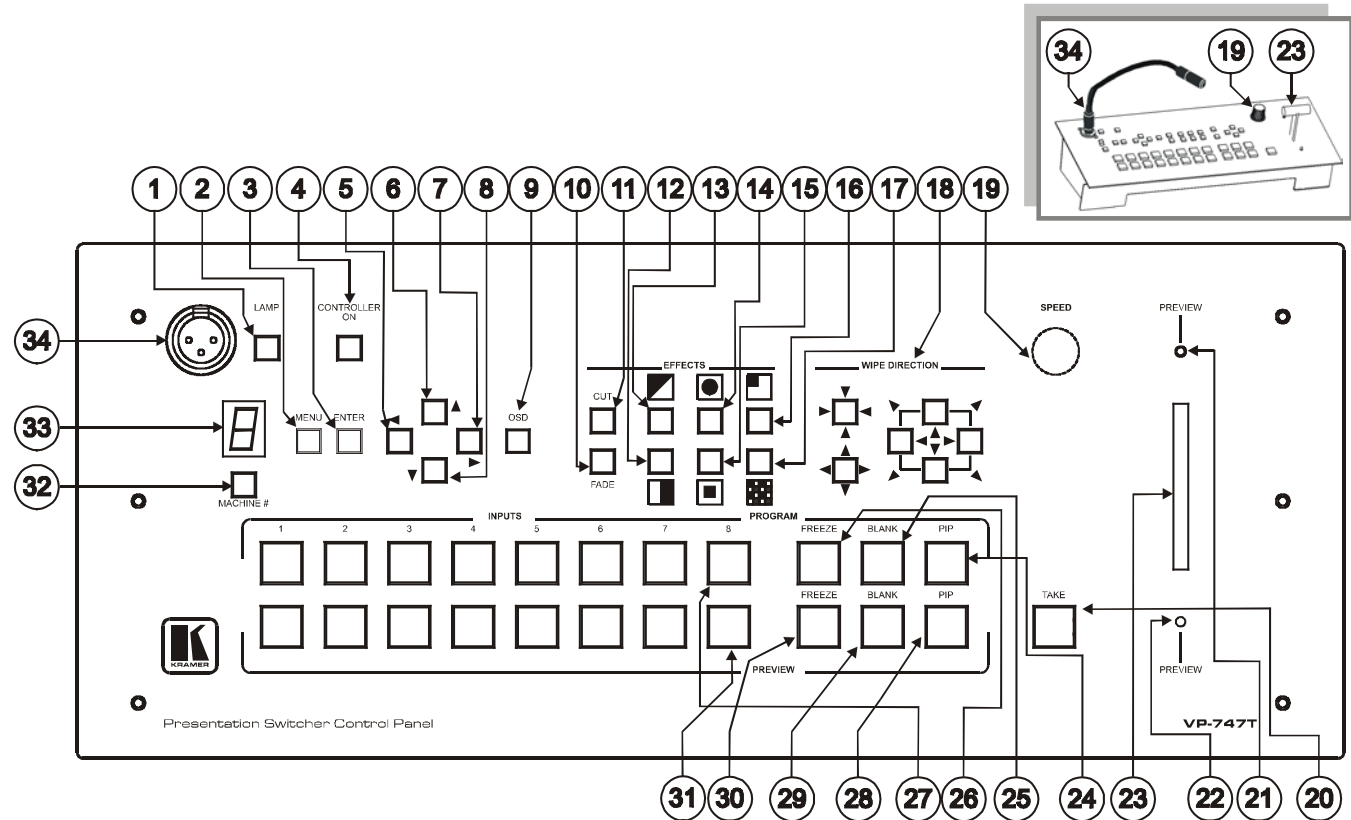 34 19 23
1 2 3 4 5 6 7 8 9 10 11 12 13 14 15 16 17 18 19
LAMP
CONTROLLER
ON
SPEED
PREVIEW
34
EFFECTS
WIPE DIRECTION
CUT
33
8
MENU
ENTER
OSD
FADE
32
MACHINE #
INPUTS
PROGRAM
1 2 3 4 5 6 7 8 FREEZE BLANK PIP
FREEZE BLANK PIP
TAKE
K
KRAMER
PREVIEW
PREVIEW
Presentation Switcher Control Panel
VP-747T
31 30 29 28 27 26 25 24 23 22 21 20